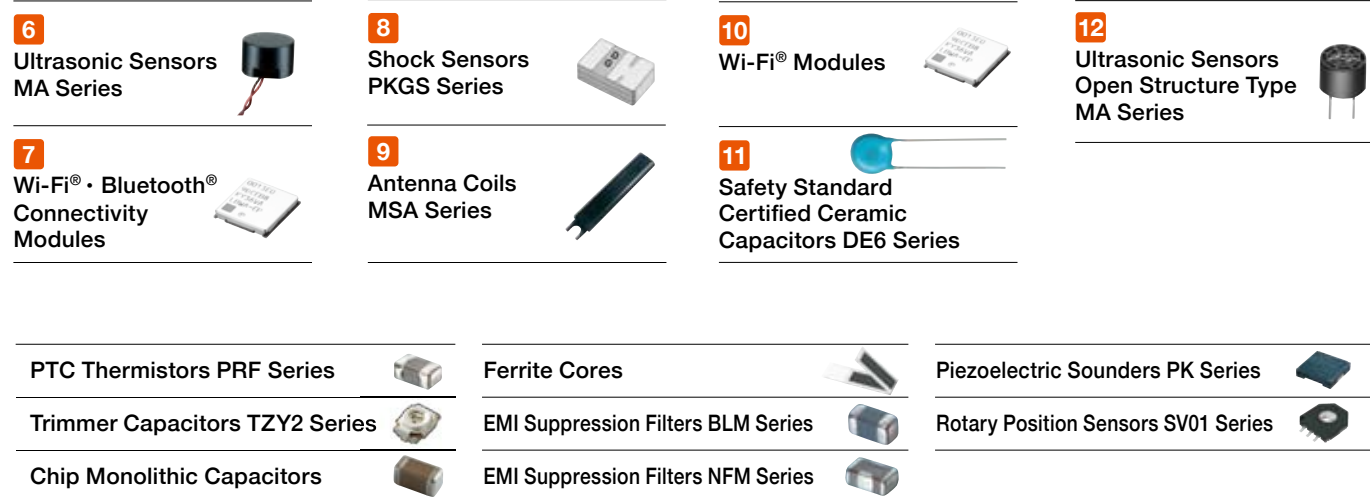 6
Ultrasonic Sensors
MA Series
7
Wi-Fi® · Bluetooth®
Connectivity
Modules
8
Shock Sensors
PKGS Series
9
Antenna Coils
MSA Series
10
Wi-Fi® Modules
11
Safety Standard
Certified Ceramic
Capacitors DE6 Series
12
Ultrasonic Sensors
Open Structure Type
MA Series
PTC Thermistors PRF Series
Trimmer Capacitors TZY2 Series
Chip Monolithic Capacitors
Ferrite Cores
EMI Suppression Filters BLM Series
EMI Suppression Filters NFM Series
Piezoelectric Sounders PK Series
Rotary Position Sensors SV01 Series